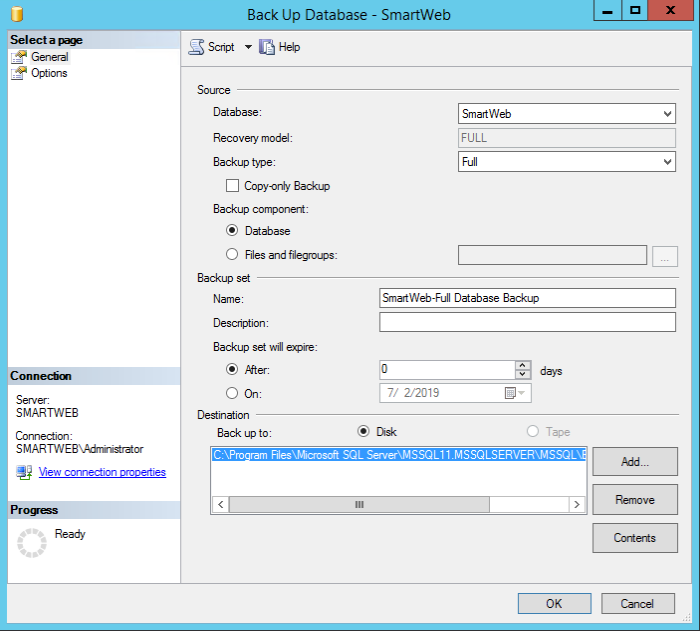 Back Up Database - SmartWeb
Select a page
General
Options
Script
Help
Source
Database:
SmartWeb
Recovery model:
FULL
Backup type:
Full
Copy-only Backup
Backup component:
Database
Files and filegroups:
...
Backup set
Name:
SmartWeb-Full Database Backup
Description:
Backup set will expire:
After:
0
days
On:
7/ 2/2019
Destination
Back up to:
Disk
Tape
C:\Program Files\Microsoft SQL Server\MSSQL11.MSSQLSERVER\MSSQL\
Add...
Remove
Contents
Connection
Server:
SMARTWEB
Connection:
SMARTWEB\Administrator
View connection properties
Progress
Ready
OK
Cancel